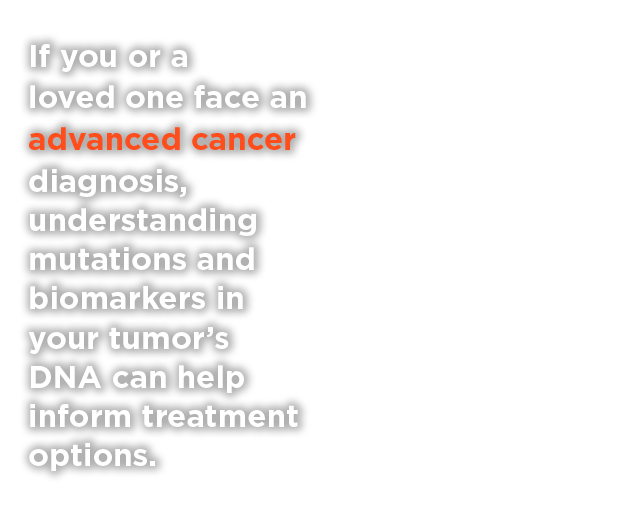 If you or a
loved one face an
advanced cancer
diagnosis,
understanding
mutations and
biomarkers in
your tumor’s
DNA can help
inform treatment
options.